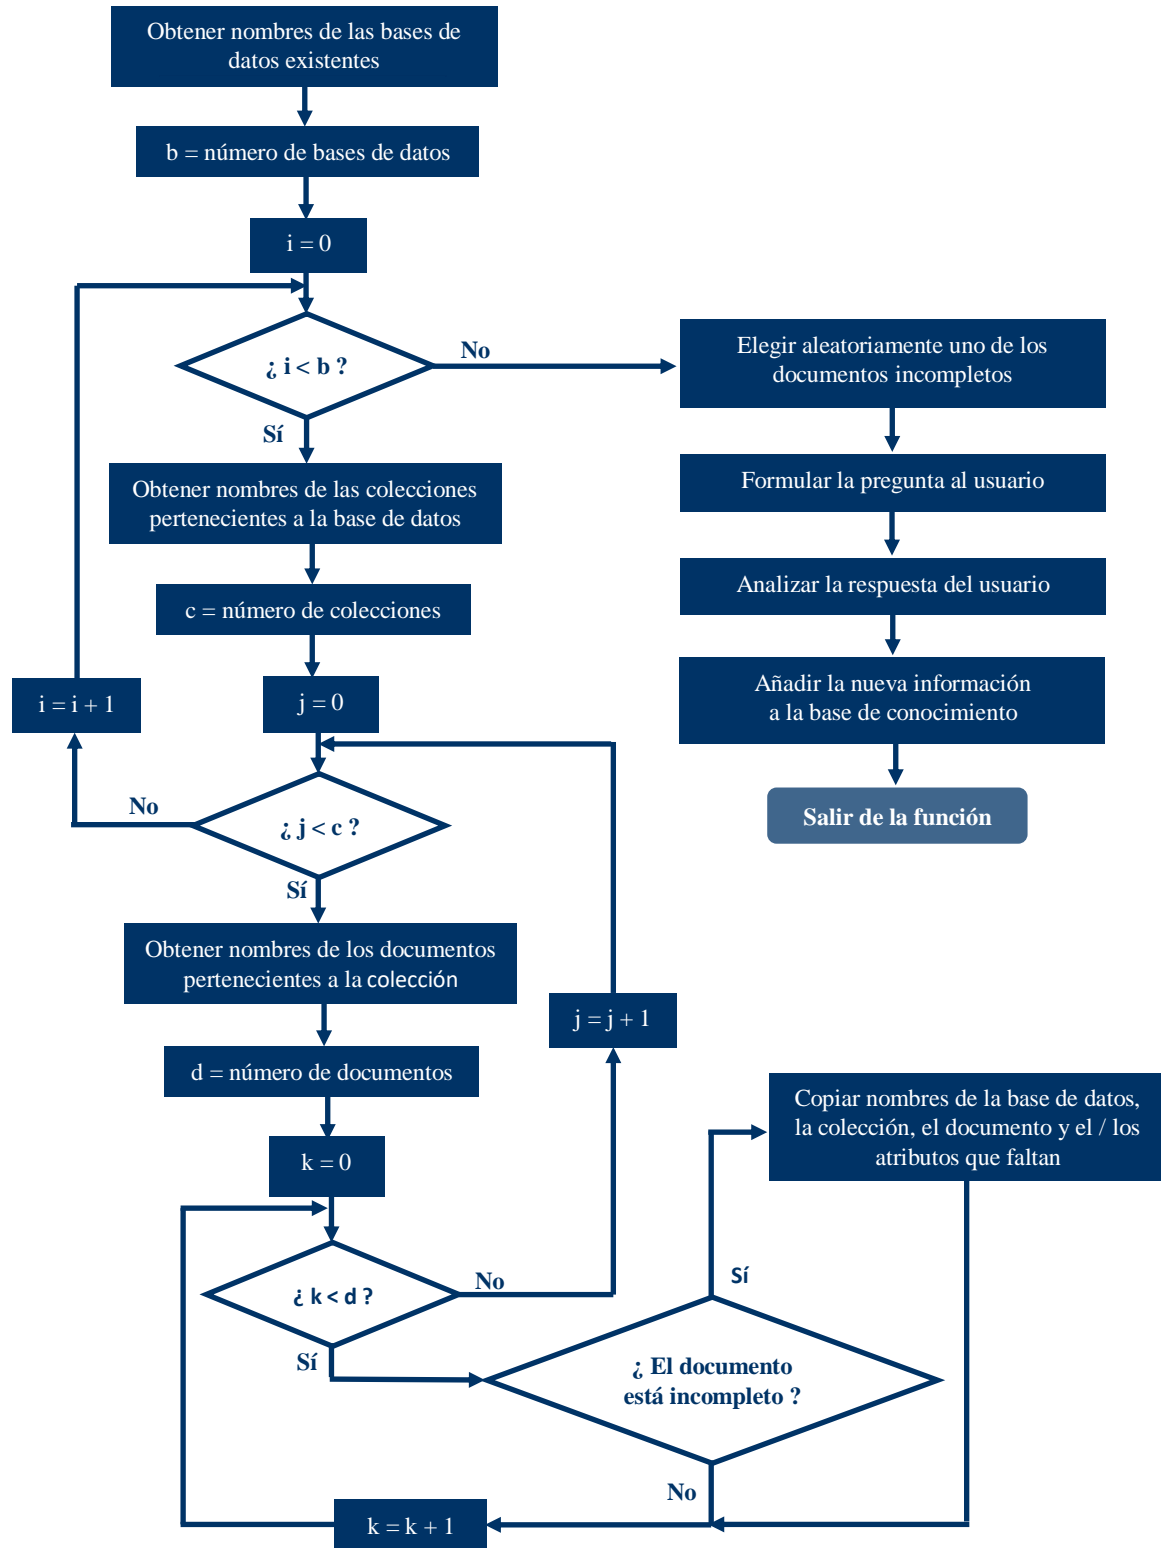 Obtener nombres de las bases de
datos existentes
b = número de bases de datos
i = 0
¿ i < b ?
No
Sí
Elegir aleatoriamente uno de los
documentos incompletos
Formular la pregunta al usuario
Analizar la respuesta del usuario
Añadir la nueva información
a la base de conocimiento
Salir de la función
Obtener nombres de las colecciones
pertenecientes a la base de datos
c = número de colecciones
i = i + 1
j = 0
No
¿ j < c ?
Sí
Obtener nombres de los documentos
pertenecientes a la colección
j = j + 1
d = número de documentos
k = 0
Copiar nombres de la base de datos,
la colección, el documento y el / los
atributos que faltan
¿ k < d ?
No
Sí
Sí
¿ El documento
está incompleto ?
No
k = k + 1